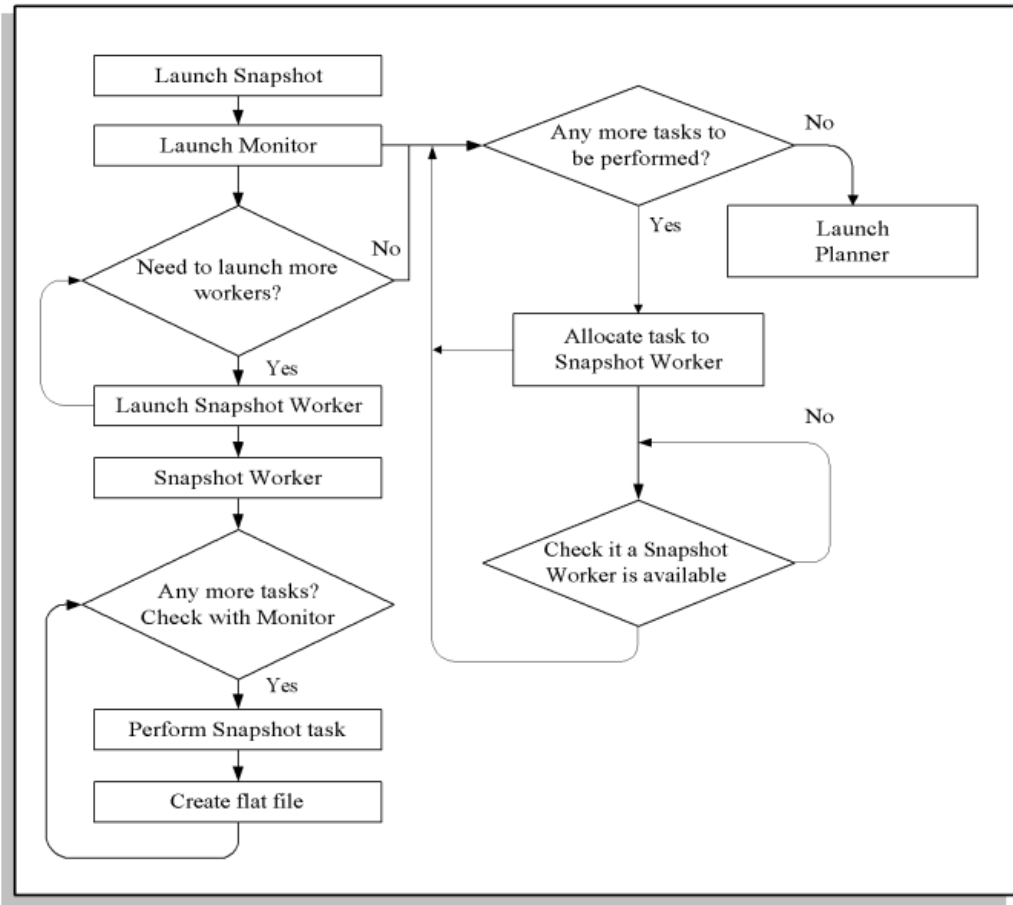 Launch Snapshot
Launch Monitor
Need to launch more
workers?
No
Yes
Launch Snapshot Worker
Snapshot Worker
Any more tasks?
Check with Monitor
Yes
Perform Snapshot task
Create flat file
Any more tasks to
be performed?
No
Launch
Planner
Yes
Allocate task to
Snapshot Worker
No
Check it a Snapshot
Worker is available